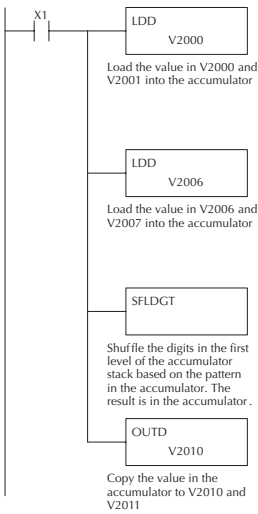 X1
LDD
V2000
Load the value in V2000 and
V2001 into the accumulator
LDD
V2006
Load the value in V2006 and
V2007 into the accumulator
SFLDGT
Shuffle the digits in the first
level of the accumulator
stack based on the pattern
in the accumulator. The
result is in the accumulator.
OUTD
V2010
Copy the value in the
accumulator to V2010 and
V2011